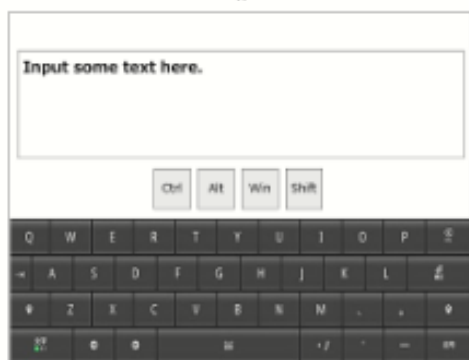 Input some text here.
Ctrl Alt Win Shift
Q W E R T Y U I O P
A S D F G H J K L
Z X C V B N M